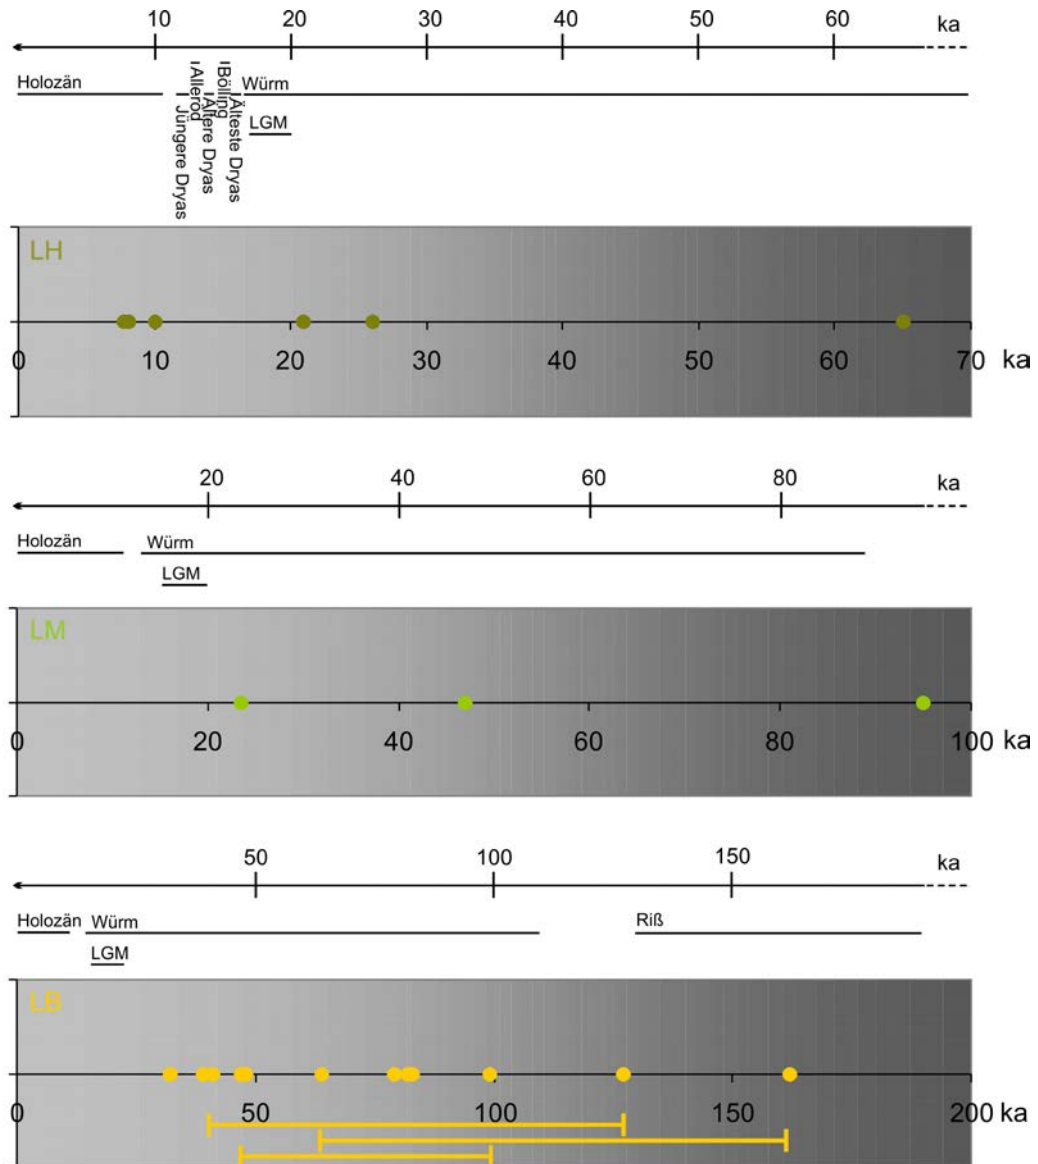 10 20 30 40 50 60 ka
Holozän
Jüngere Dryas
Alleröd
Ältere Dryas
Bölling
Älteste Dryas
Würm
LGM
LH
0 10 20 30 40 50 60 70 ka
20 40 60 80 ka
Holozän Würm
LGM
LM
0 20 40 60 80 100 ka
50 100 150 ka
Holozän Würm Riß
LGM
LB
0 50 100 150 200 ka